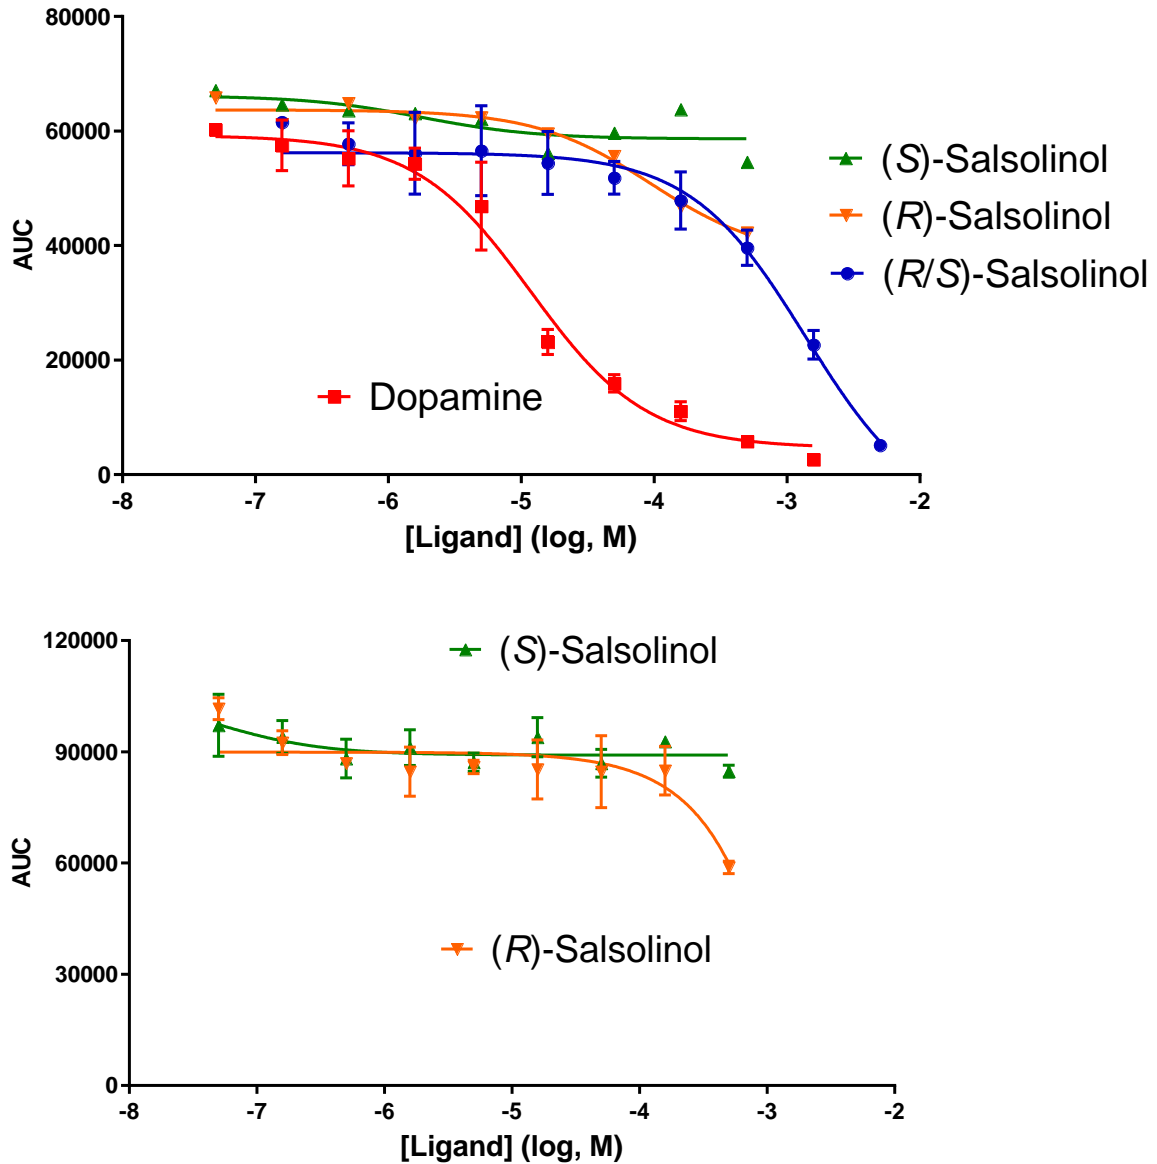 80000
60000
40000
20000
0
AUC
(S)-Salsolinol
(R)-Salsolinol
(R/S)-Salsolinol
Dopamine
-8 -7 -6 -5 -4 -3 -2
[Ligand] (log, M)
120000
90000
60000
30000
0
AUC
(S)-Salsolinol
(R)-Salsolinol
-8 -7 -6 -5 -4 -3 -2
[Ligand] (log, M)